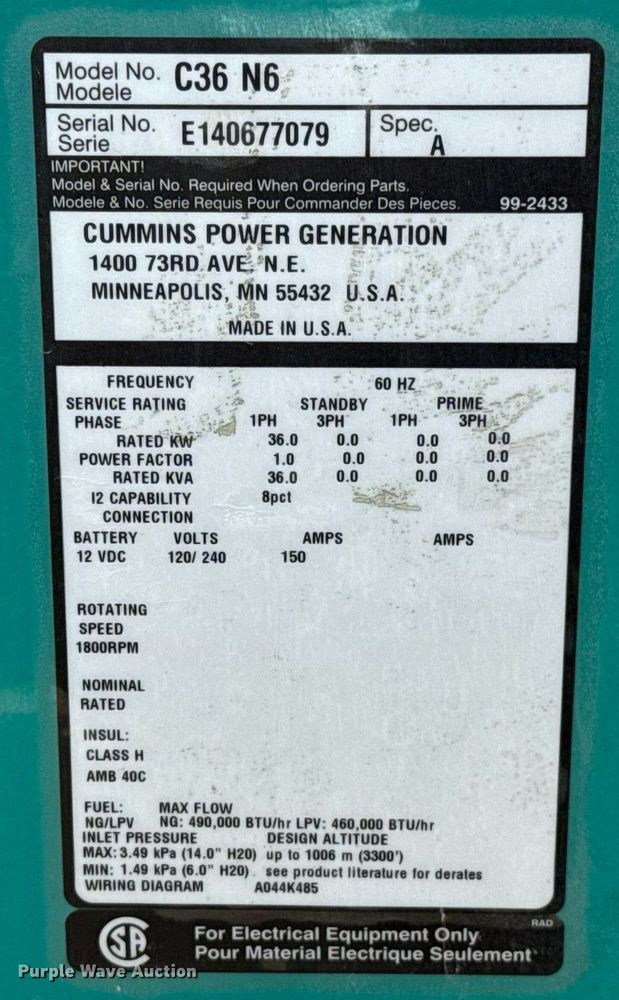 Model No. C36 N6
Modele
Serial No. E140677079 Spec.
Serie A
IMPORTANT!
Model & Serial No. Required When Ordering Parts.
Modele & No. Serie Requis Pour Commander Des Pieces. 99-2433
CUMMINS POWER GENERATION
1400 73RD AVE, N.E.
MINNEAPOLIS, MN 55432 U.S.A.
MADE IN U.S.A.
FREQUENCY 60 HZ
SERVICE RATING STANDBY PRIME
PHASE 1PH 3PH 1PH 3PH
RATED KW 36.0 0.0 0.0 0.0
POWER FACTOR 1.0 0.0 0.0 0.0
RATED KVA 36.0 0.0 0.0 0.0
I2 CAPABILITY 8pct
CONNECTION
BATTERY VOLTS AMPS AMPS
12 VDC 120/ 240 150
ROTATING
SPEED
1800RPM
NOMINAL
RATED
INSUL:
CLASS H
AMB 40C
FUEL: MAX FLOW
NG/LPV NG: 490,000 BTU/hr LPV: 460,000 BTU/hr
INLET PRESSURE DESIGN ALTITUDE
MAX: 3.49 kPa (14.0" H20) up to 1006 m (3300')
MIN: 1.49 kPa (6.0" H20) see product literature for derates
WIRING DIAGRAM A044K485
RAD
SA For Electrical Equipment Only
Pour Material Electrique Seulement
Purple Wave Auction